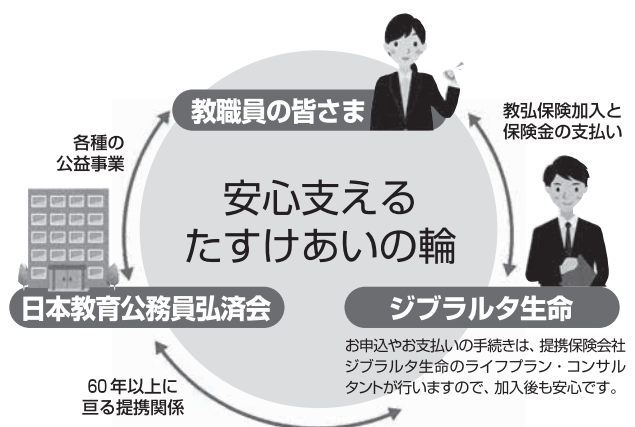 教職員の皆さま
教弘保険加入と
保険金の支払い
各種の
公益事業
安心支える
たすけあいの輪
日本教育公務員弘済会
ジブラルタ生命
お申込やお支払いの手続きは、提携保険会社
ジブラルタ生命のライフプラン・コンサル
タントが行いますので、加入後も安心です。
60年以上に
亘る提携関係